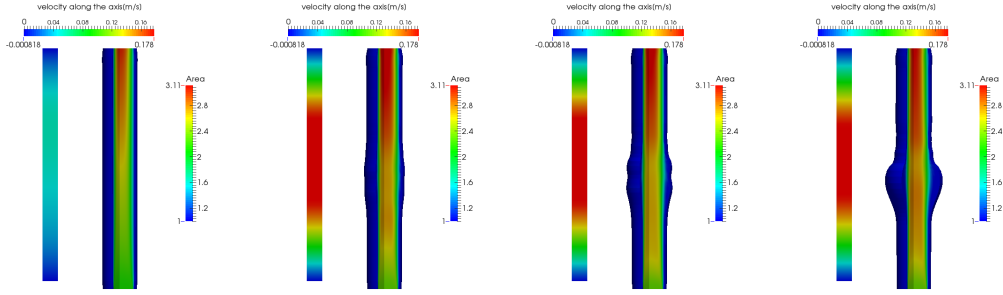 velocity along the axis(m/s)
0 0.04 0.08 0.12 0.16
-0.000818 0.178
Area
3.11
2.8
2.4
2
1.6
1.2
1
velocity along the axis(m/s)
0 0.04 0.08 0.12 0.16
-0.000818 0.178
Area
3.11
2.8
2.4
2
1.6
1.2
1
velocity along the axis(m/s)
0 0.04 0.08 0.12 0.16
-0.000818 0.178
Area
3.11
2.8
2.4
2
1.6
1.2
1
velocity along the axis(m/s)
0 0.04 0.08 0.12 0.16
-0.000818 0.178
Area
3.11
2.8
2.4
2
1.6
1.2
1